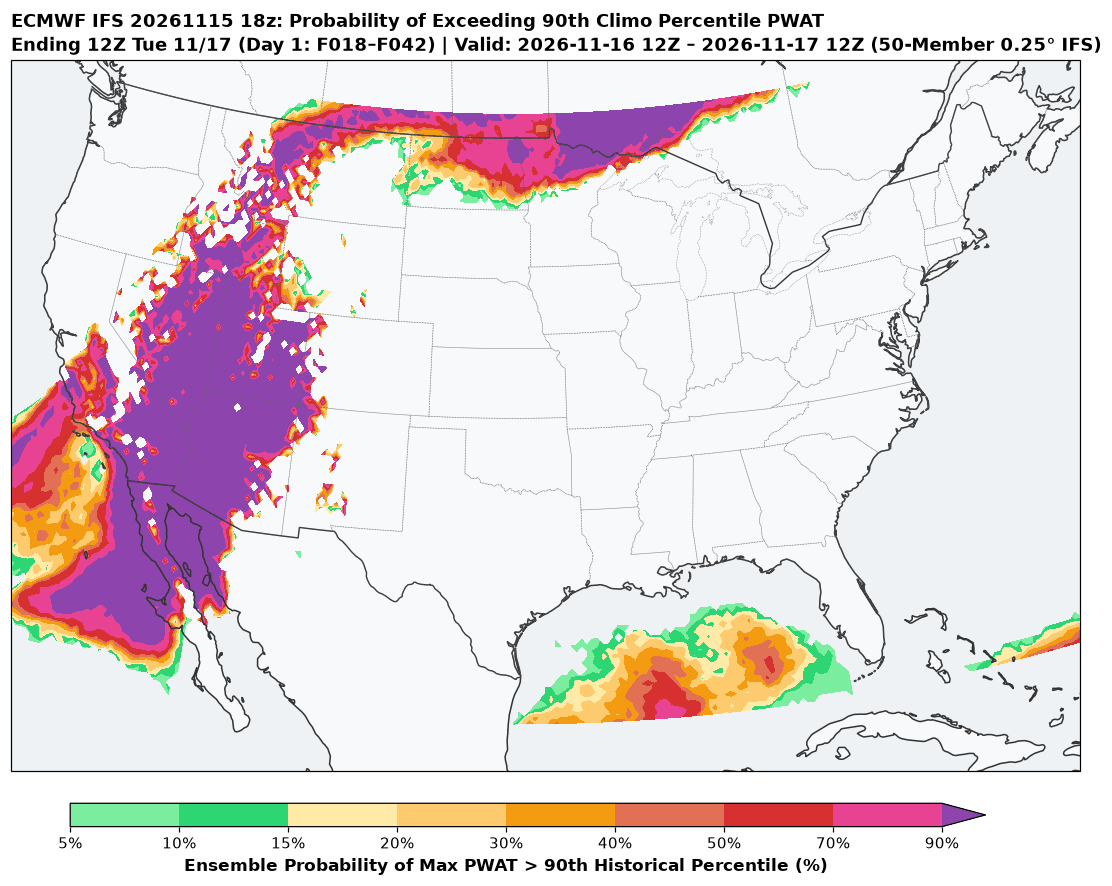 ECMWF IFS 20261115 18z: Probability of Exceeding 90th Climo Percentile PWAT
Ending 12Z Tue 11/17 (Day 1: F018–F042) | Valid: 2026-11-16 12Z – 2026-11-17 12Z (50-Member 0.25° IFS)
5% 10% 15% 20% 30% 40% 50% 70% 90%
Ensemble Probability of Max PWAT > 90th Historical Percentile (%)